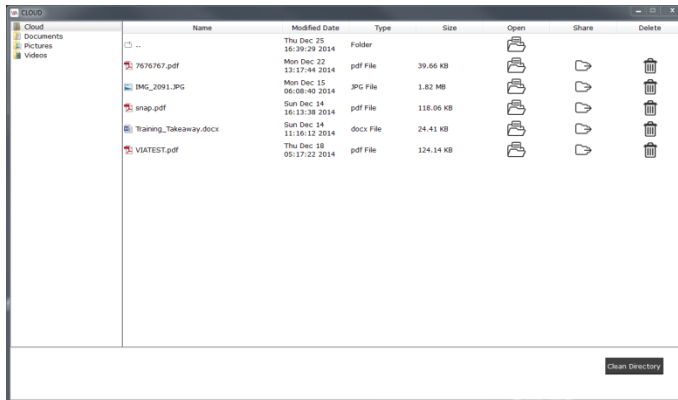 CLOUD
Cloud
Documents
Pictures
Videos
Name Modified Date Type Size Open Share Delete
.. Thu Dec 25 16:39:29 2014 Folder
7676767.pdf Mon Dec 22 13:17:44 2014 pdf File 39.66 KB
IMG_2091.JPG Mon Dec 15 06:08:40 2014 JPG File 1.82 MB
snap.pdf Sun Dec 14 16:13:38 2014 pdf File 118.06 KB
Training_Takeaway.docx Sun Dec 14 11:16:12 2014 docx File 24.41 KB
VIATEST.pdf Thu Dec 18 05:17:22 2014 pdf File 124.14 KB
Clean Directory